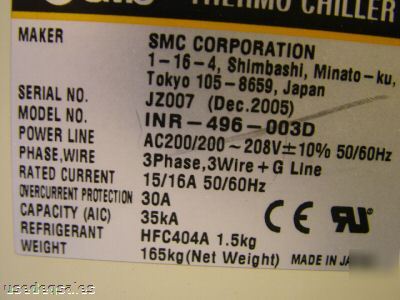 THERMO CHILLER
MAKER SMC CORPORATION
1-16-4, Shimbashi, Minato-ku,
Tokyo 105-8659, Japan
SERIAL NO. JZ007 (Dec.2005)
MODEL NO. INR-496-003D
POWER LINE AC200/200~208V±10% 50/60Hz
PHASE,WIRE 3Phase,3Wire+G Line
RATED CURRENT 15/16A 50/60Hz
OVERCURRENT PROTECTION 30A
CAPACITY (AIC) 35kA
REFRIGERANT HFC404A 1.5kg
WEIGHT 165kg(Net Weight)
CE RU
MADE IN
usedeqsales